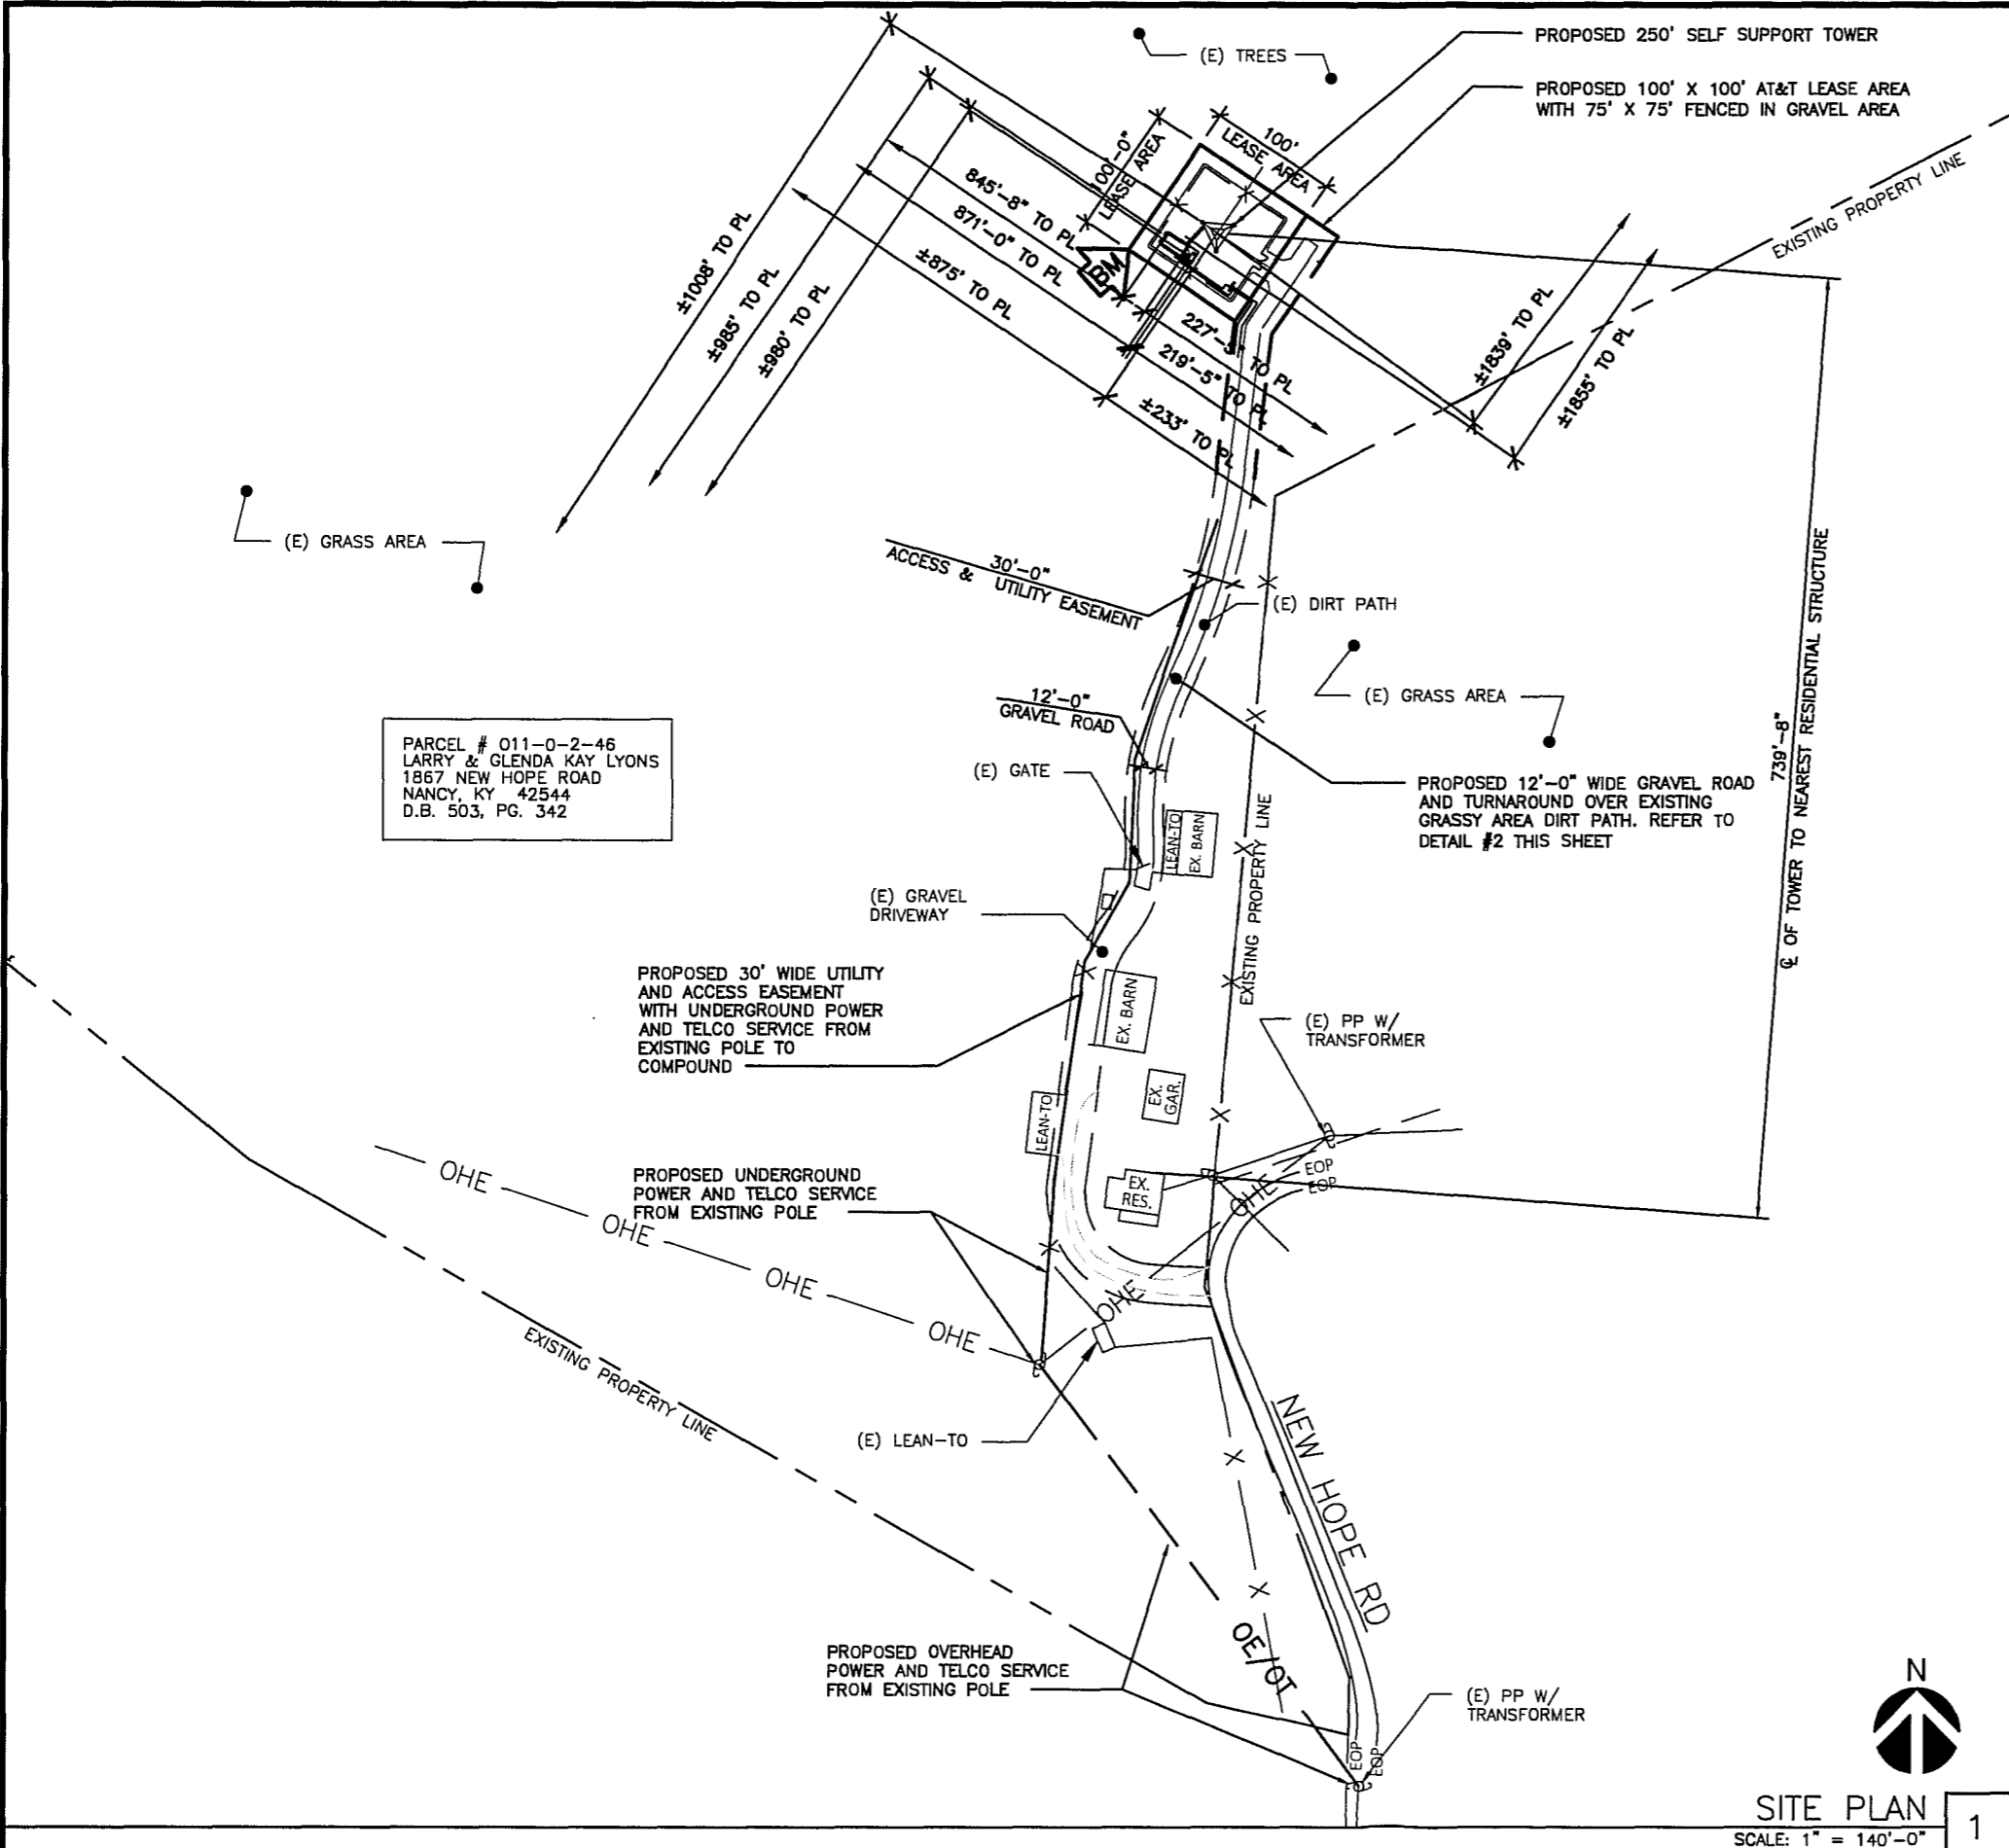 PROPOSED 250' SELF SUPPORT TOWER
(E) TREES
PROPOSED 100' X 100' AT&T LEASE AREA
WITH 75' X 75' FENCED IN GRAVEL AREA
EXISTING PROPERTY LINE
100'
LEASE AREA
100'-0"
LEASE AREA
845'-8" TO PL
871'-0" TO PL
±875' TO PL
±1008' TO PL
±985' TO PL
±980' TO PL
BM
227'-3" TO PL
219'-5" TO PL
±233' TO PL
±1839' TO PL
±1855' TO PL
(E) GRASS AREA
30'-0"
ACCESS & UTILITY EASEMENT
(E) DIRT PATH
(E) GRASS AREA
12'-0"
GRAVEL ROAD
PARCEL # 011-0-2-46
LARRY & GLENDA KAY LYONS
1867 NEW HOPE ROAD
NANCY, KY 42544
D.B. 503, PG. 342
(E) GATE
PROPOSED 12'-0" WIDE GRAVEL ROAD
AND TURNAROUND OVER EXISTING
GRASSY AREA DIRT PATH. REFER TO
DETAIL #2 THIS SHEET
739'-8"
℄ OF TOWER TO NEAREST RESIDENTIAL STRUCTURE
LEAN-TO
EX. BARN
EXISTING PROPERTY LINE
(E) GRAVEL
DRIVEWAY
PROPOSED 30' WIDE UTILITY
AND ACCESS EASEMENT
WITH UNDERGROUND POWER
AND TELCO SERVICE FROM
EXISTING POLE TO
COMPOUND
EX. BARN
(E) PP W/
TRANSFORMER
EX.
GAR.
LEAN-TO
PROPOSED UNDERGROUND
POWER AND TELCO SERVICE
FROM EXISTING POLE
EX.
RES.
EOP
EOP
OHE
OHE
OHE
OHE
OHE
OHE
EXISTING PROPERTY LINE
(E) LEAN-TO
NEW HOPE RD
OE/OT
PROPOSED OVERHEAD
POWER AND TELCO SERVICE
FROM EXISTING POLE
(E) PP W/
TRANSFORMER
EOP
EOP
N
SITE PLAN
1
SCALE: 1" = 140'-0"